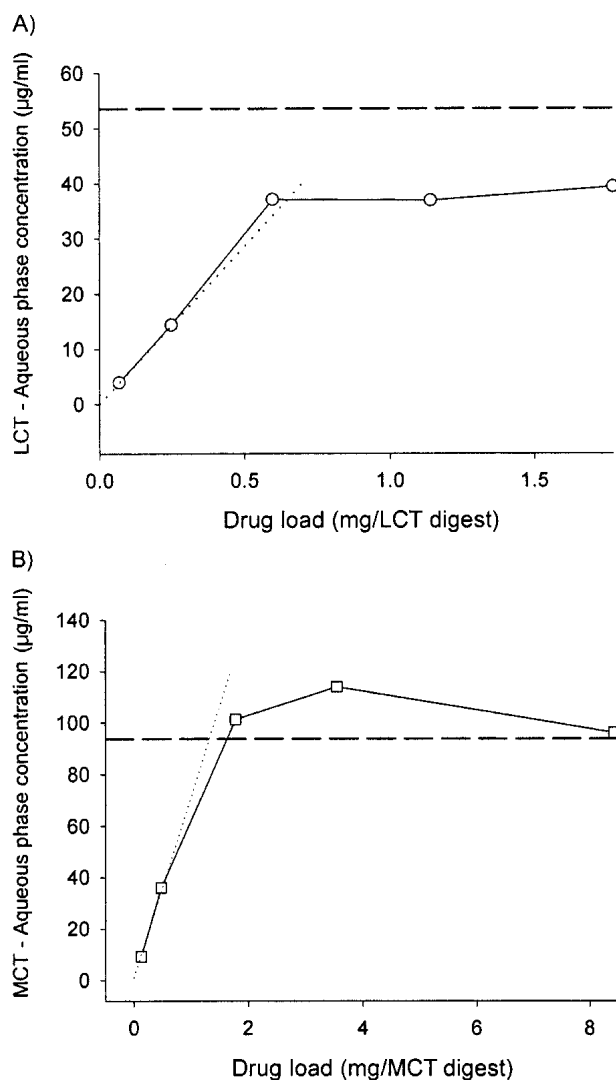 A)
LCT - Aqueous phase concentration (µg/ml)
60
50
40
30
20
10
0
0.0 0.5 1.0 1.5
Drug load (mg/LCT digest)
B)
MCT - Aqueous phase concentration (µg/ml)
140
120
100
80
60
40
20
0
0 2 4 6 8
Drug load (mg/MCT digest)